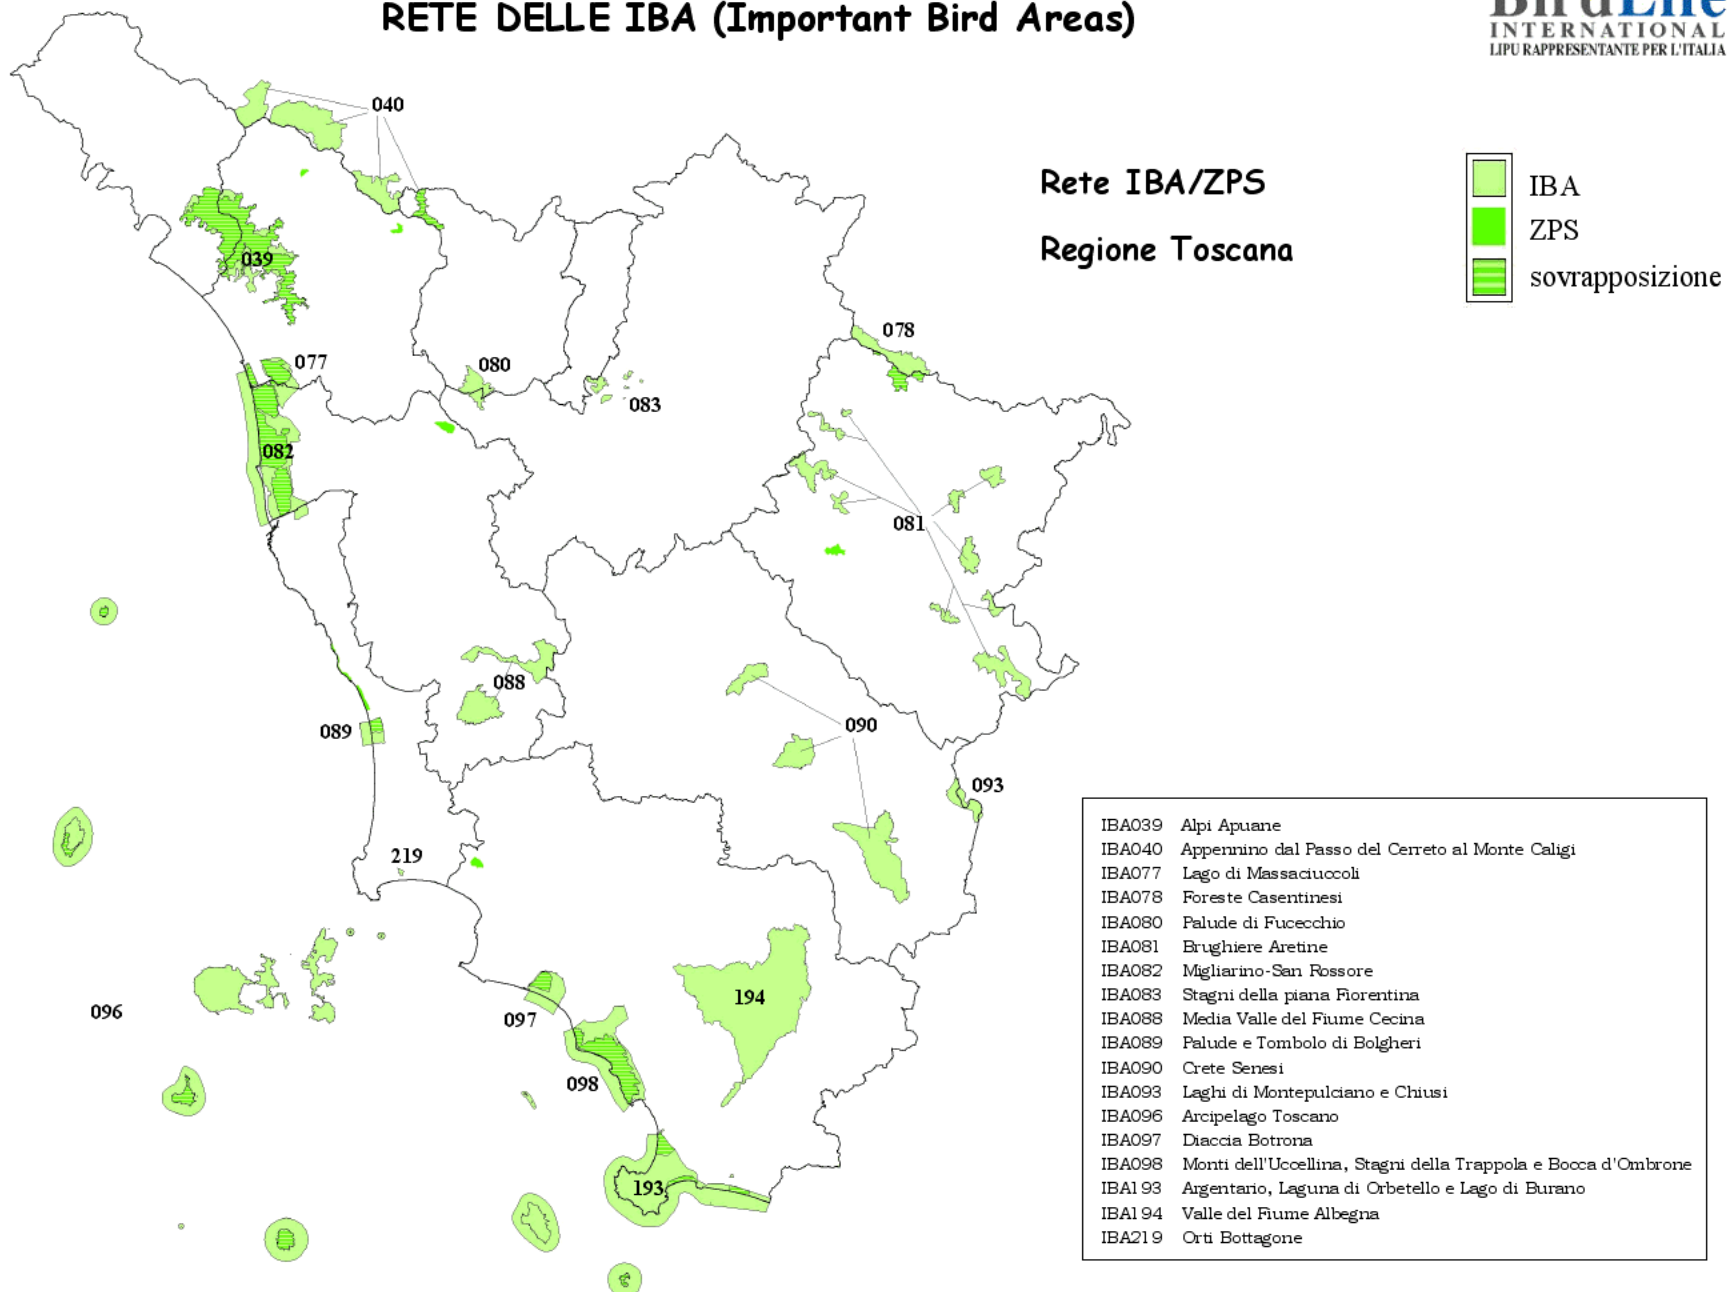 RETE DELLE IBA (Important Bird Areas)
BirdLife
INTERNATIONAL
LIPU RAPPRESENTANTE PER L'ITALIA
Rete IBA/ZPS
Regione Toscana
IBA
ZPS
sovrapposizione
040
039
077
080
083
078
082
081
088
089
090
093
219
096
097
194
098
193
IBA039 Alpi Apuane
IBA040 Appennino dal Passo del Cerreto al Monte Caligi
IBA077 Lago di Massaciuccoli
IBA078 Foreste Casentinesi
IBA080 Palude di Fucecchio
IBA081 Brughiere Aretine
IBA082 Migliarino-San Rossore
IBA083 Stagni della piana Fiorentina
IBA088 Media Valle del Fiume Cecina
IBA089 Palude e Tombolo di Bolgheri
IBA090 Crete Senesi
IBA093 Laghi di Montepulciano e Chiusi
IBA096 Arcipelago Toscano
IBA097 Diaccia Botrona
IBA098 Monti dell'Uccellina, Stagni della Trappola e Bocca d'Ombrone
IBA193 Argentario, Laguna di Orbetello e Lago di Burano
IBA194 Valle del Fiume Albegna
IBA219 Orti Bottagone